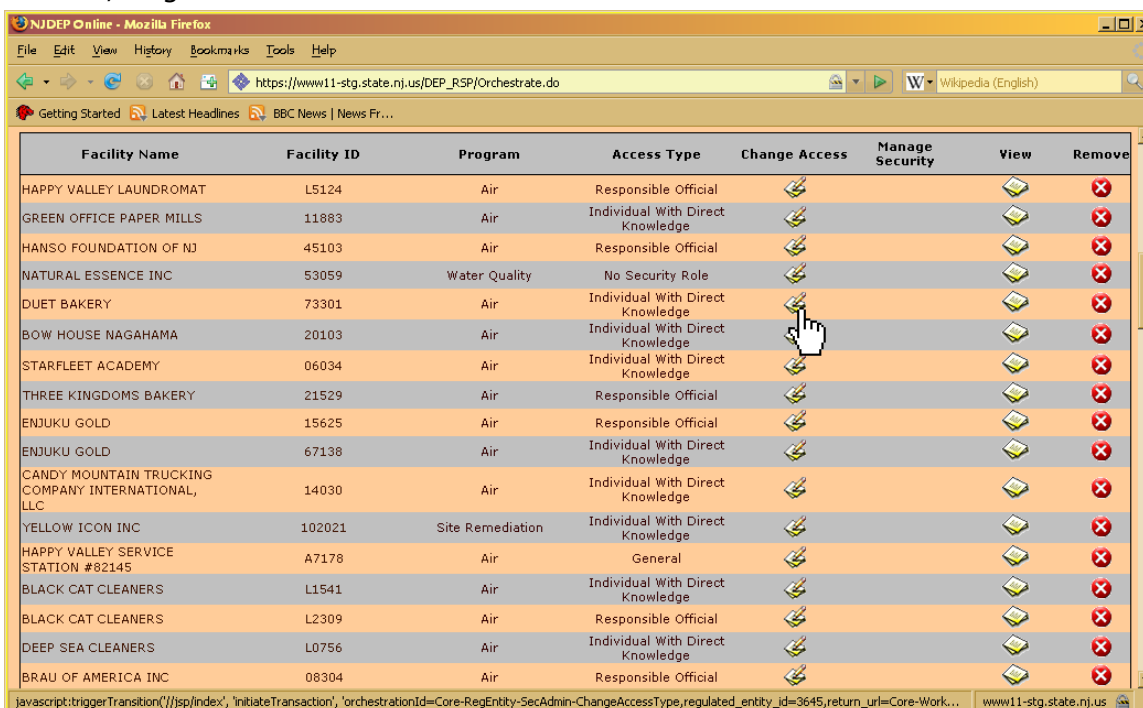 NJDEP Online - Mozilla Firefox
File Edit View History Bookmarks Tools Help
https://www11-stg.state.nj.us/DEP_RSP/Orchestrate.do W Wikipedia (English)
Getting Started Latest Headlines BBC News | News Fr...
Facility Name Facility ID Program Access Type Change Access Manage Security View Remove
HAPPY VALLEY LAUNDROMAT L5124 Air Responsible Official
GREEN OFFICE PAPER MILLS 11883 Air Individual With Direct Knowledge
HANSO FOUNDATION OF NJ 45103 Air Responsible Official
NATURAL ESSENCE INC 53059 Water Quality No Security Role
DUET BAKERY 73301 Air Individual With Direct Knowledge
BOW HOUSE NAGAHAMA 20103 Air Individual With Direct Knowledge
STARFLEET ACADEMY 06034 Air Individual With Direct Knowledge
THREE KINGDOMS BAKERY 21529 Air Responsible Official
ENJUKU GOLD 15625 Air Responsible Official
ENJUKU GOLD 67138 Air Individual With Direct Knowledge
CANDY MOUNTAIN TRUCKING COMPANY INTERNATIONAL, LLC 14030 Air Individual With Direct Knowledge
YELLOW ICON INC 102021 Site Remediation Individual With Direct Knowledge
HAPPY VALLEY SERVICE STATION #82145 A7178 Air General
BLACK CAT CLEANERS L1541 Air Individual With Direct Knowledge
BLACK CAT CLEANERS L2309 Air Responsible Official
DEEP SEA CLEANERS L0756 Air Individual With Direct Knowledge
BRAU OF AMERICA INC 08304 Air Responsible Official
javascript:triggerTransition('//jsp/index', 'initiateTransaction', 'orchestrationId=Core-RegEntity-SecAdmin-ChangeAccessType,regulated_entity_id=3645,return_url=Core-Work... www11-stg.state.nj.us